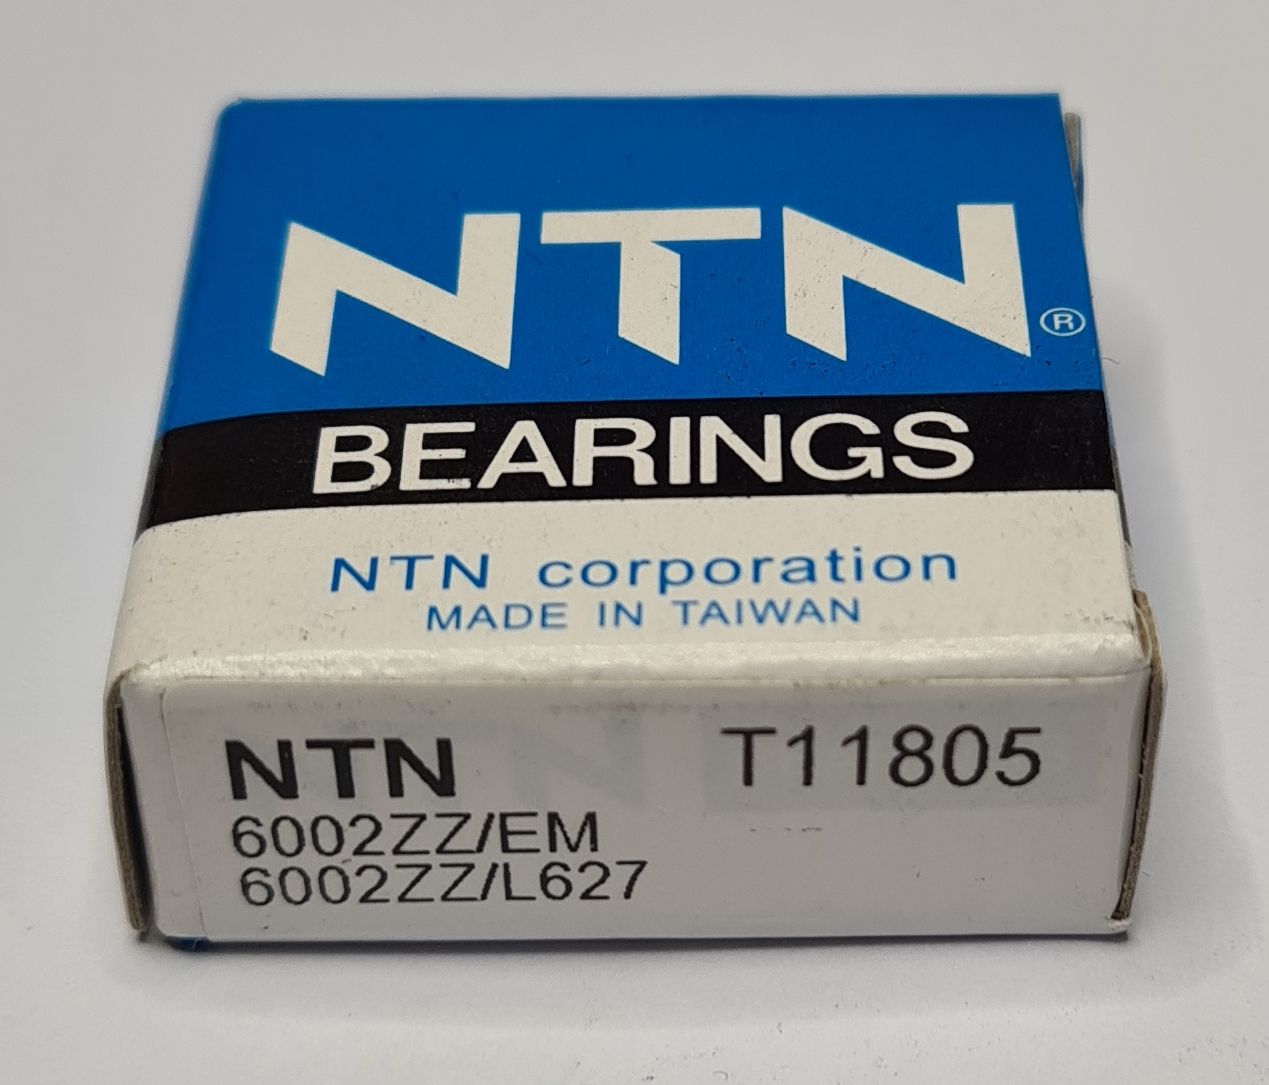 NTN®
BEARINGS
NTN corporation
MADE IN TAIWAN
NTN T11805
6002ZZ/EM
6002ZZ/L627